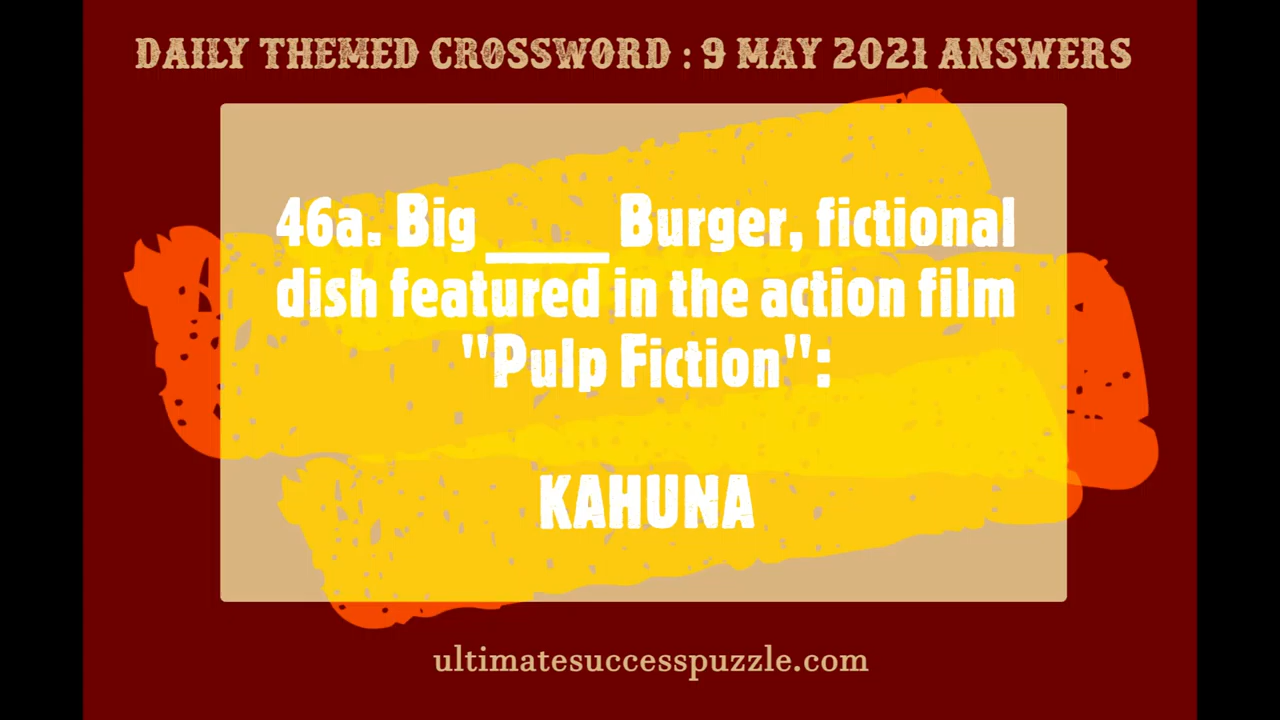 DAILY THEMED CROSSWORD : 9 MAY 2021 ANSWERS
46a. Big ____ Burger, fictional
dish featured in the action film
"Pulp Fiction":
KAHUNA
ultimatesuccesspuzzle.com